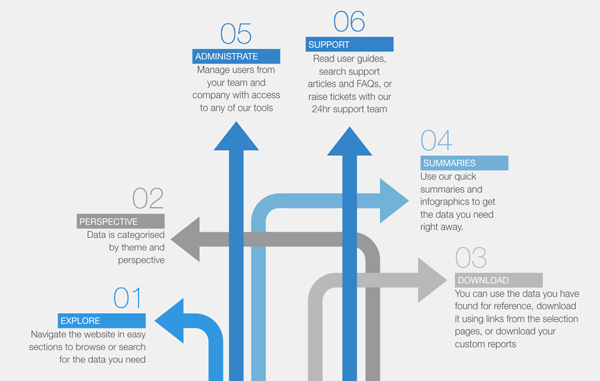 05
ADMINISTRATE
Manage users from
your team and
company with access
to any of our tools
06
SUPPORT
Read user guides,
search support
articles and FAQs, or
raise tickets with our
24hr support team
04
SUMMARIES
Use our quick
summaries and
infographics to get
the data you need
right away.
02
PERSPECTIVE
Data is categorised
by theme and
perspective
03
DOWNLOAD
You can use the data you have
found for reference, download
it using links from the selection
pages, or download your
custom reports
01
EXPLORE
Navigate the website in easy
sections to browse or search
for the data you need